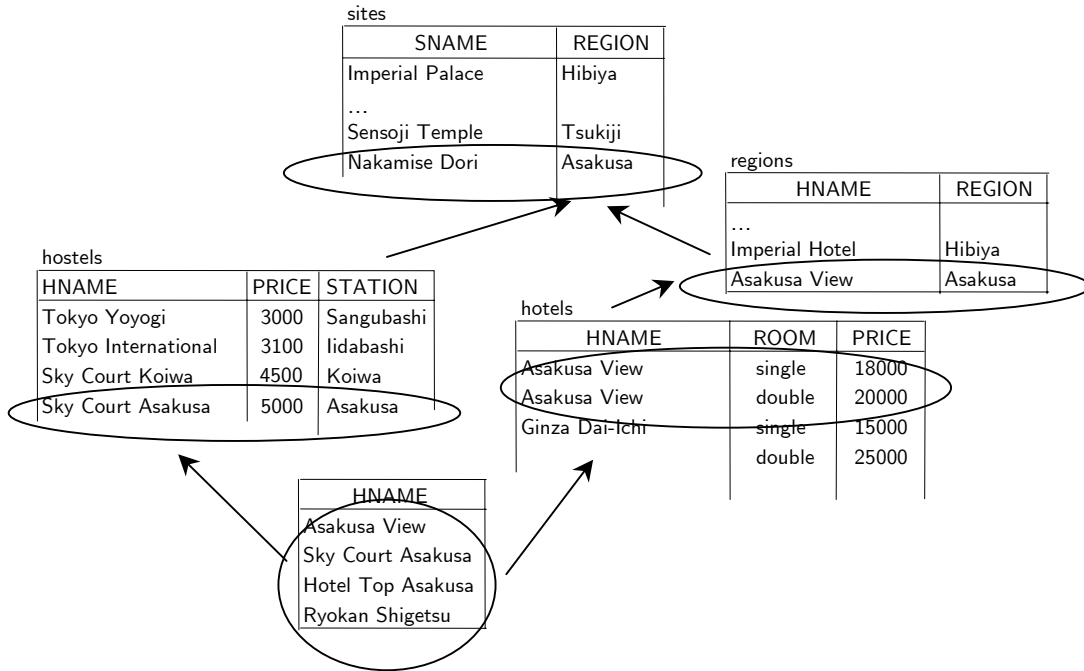 sites
SNAME REGION
Imperial Palace Hibiya
...
Sensoji Temple Tsukiji
Nakamise Dori Asakusa
regions
HNAME REGION
...
Imperial Hotel Hibiya
Asakusa View Asakusa
hostels
HNAME PRICE STATION
Tokyo Yoyogi 3000 Sangubashi
Tokyo International 3100 Iidabashi
Sky Court Koiwa 4500 Koiwa
Sky Court Asakusa 5000 Asakusa
hotels
HNAME ROOM PRICE
Asakusa View single 18000
Asakusa View double 20000
Ginza Dai-Ichi single 15000
double 25000
HNAME
Asakusa View
Sky Court Asakusa
Hotel Top Asakusa
Ryokan Shigetsu